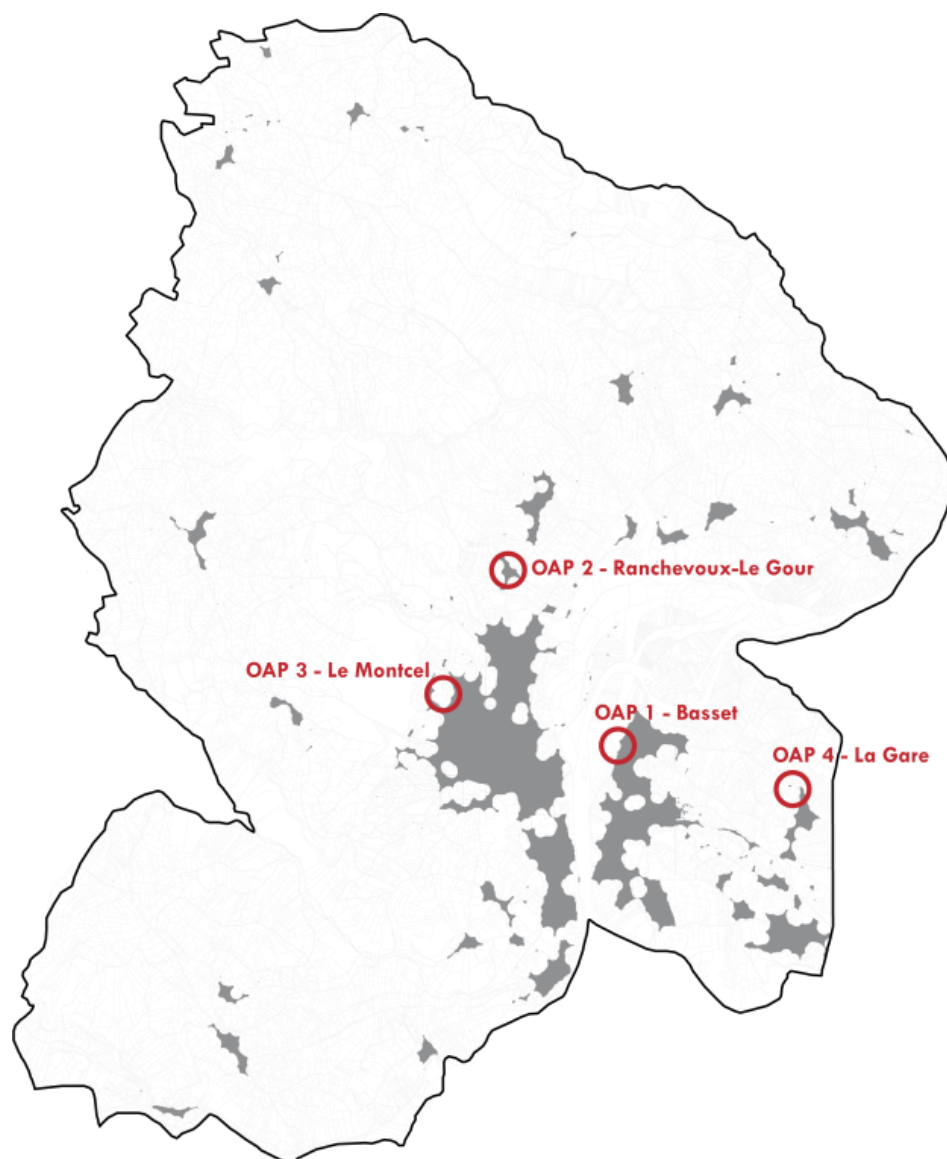 OAP 2 - Ranchevoux-Le Gour
OAP 3 - Le Montcel
OAP 1 - Basset
OAP 4 - La Gare